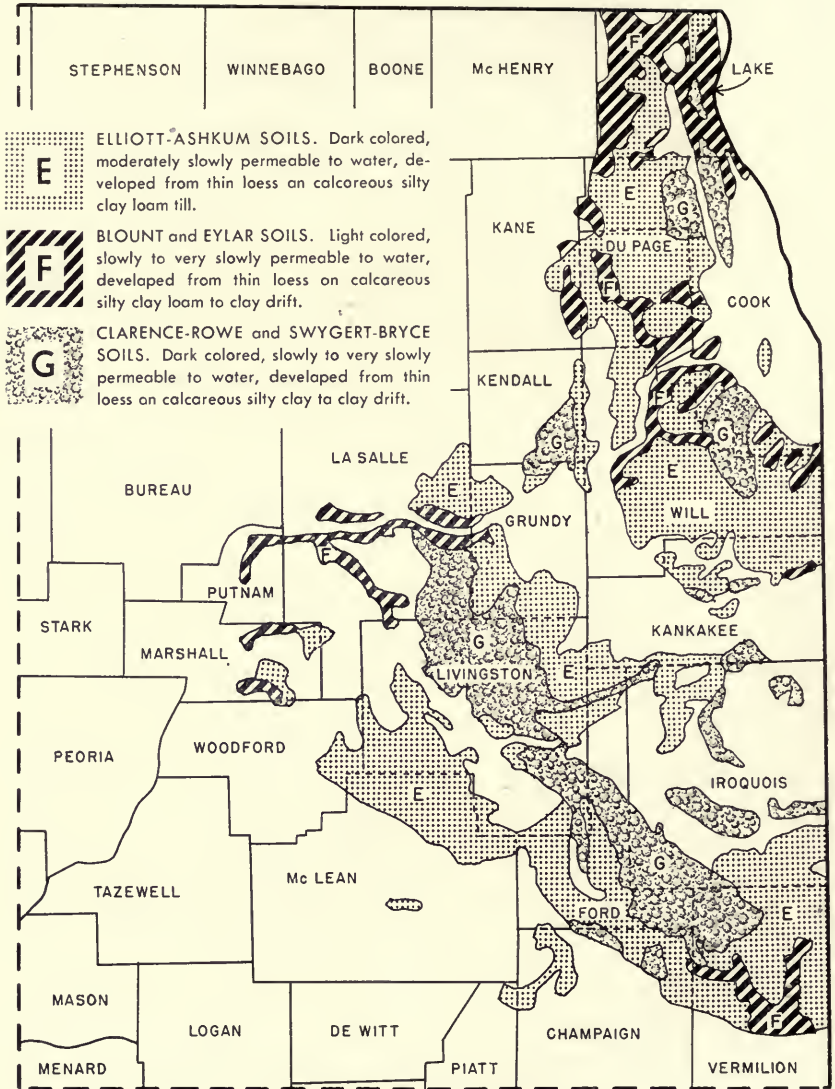 STEPHENSON
WINNEBAGO
BOONE
Mc HENRY
LAKE
F
E
ELLIOTT-ASHKUM SOILS. Dark colored,
moderately slowly permeable to water, de-
veloped from thin loess an calcareous silty
clay loam till.
F
BLOUNT and EYLAR SOILS. Light colored,
slowly to very slowly permeable to water,
develaped from thin loess on calcareous
silty clay loam to clay drift.
G
CLARENCE-ROWE and SWYGERT-BRYCE
SOILS. Dark colored, slowly to very slowly
permeable to water, develaped from thin
loess on calcareous silty clay ta clay drift.
E
G
KANE
DU PAGE
F
COOK
KENDALL
F
G
G
LA SALLE
E
E
BUREAU
GRUNDY
WILL
F
PUTNAM
STARK
KANKAKEE
MARSHALL
G
E
LIVINGSTON
PEORIA
WOODFORD
IROQUOIS
E
G
TAZEWELL
Mc LEAN
FORD
E
MASON
F
LOGAN
DE WITT
CHAMPAIGN
MENARD
PIATT
VERMILION